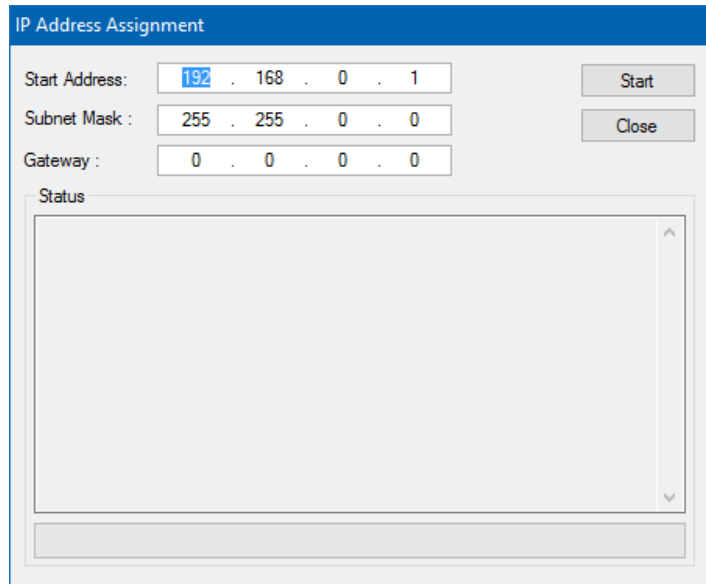 IP Address Assignment
Start Address: 192 . 168 . 0 . 1 Start
Subnet Mask : 255 . 255 . 0 . 0 Close
Gateway : 0 . 0 . 0 . 0
Status